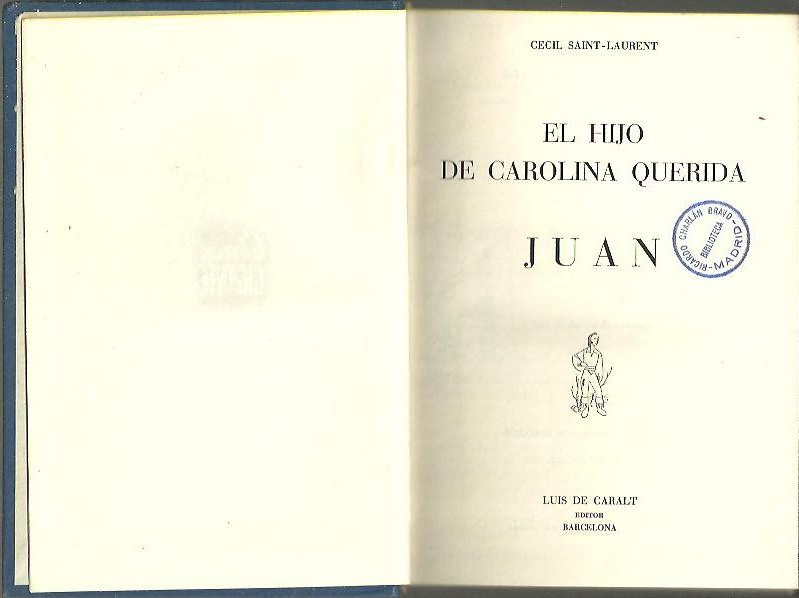 CECIL SAINT-LAURENT
EL HIJO
DE CAROLINA QUERIDA
JUAN
RICARDO CHARLÁN BRAVO
BIBLIOTECA
-MADRID-
LUIS DE CARALT
EDITOR
BARCELONA